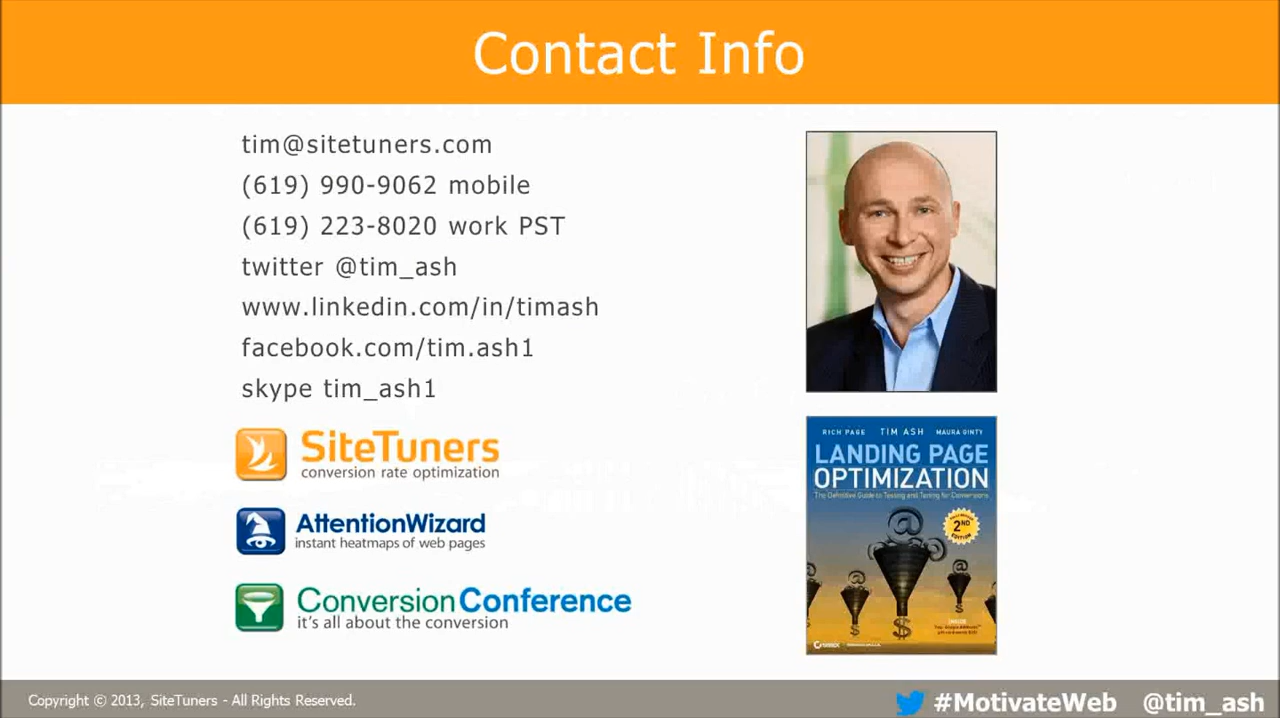 Contact Info
tim@sitetuners.com
(619) 990-9062 mobile
(619) 223-8020 work PST
twitter @tim_ash
www.linkedin.com/in/timash
facebook.com/tim.ash1
skype tim_ash1
SiteTuners
conversion rate optimization
AttentionWizard
instant heatmaps of web pages
ConversionConference
it's all about the conversion
RICH PAGE TIM ASH MAURA GINTY
LANDING PAGE
OPTIMIZATION
The Definitive Guide to Testing and Tuning for Conversions
2ND
EDITION
INSIDE
Copyright © 2013, SiteTuners - All Rights Reserved.
#MotivateWeb @tim_ash